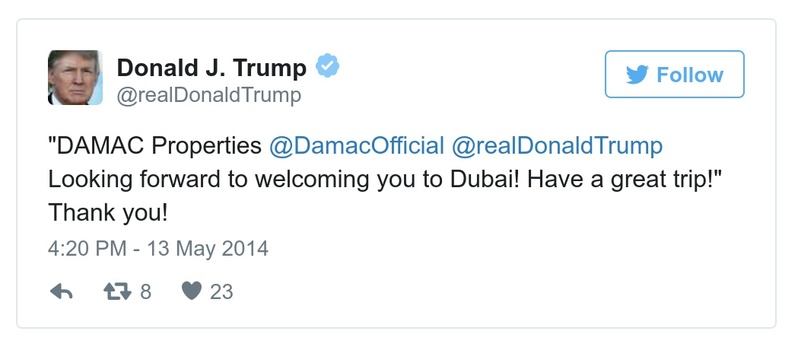 Donald J. Trump
@realDonaldTrump
Follow
"DAMAC Properties @DamacOfficial @realDonaldTrump
Looking forward to welcoming you to Dubai! Have a great trip!"
Thank you!
4:20 PM - 13 May 2014
8 23